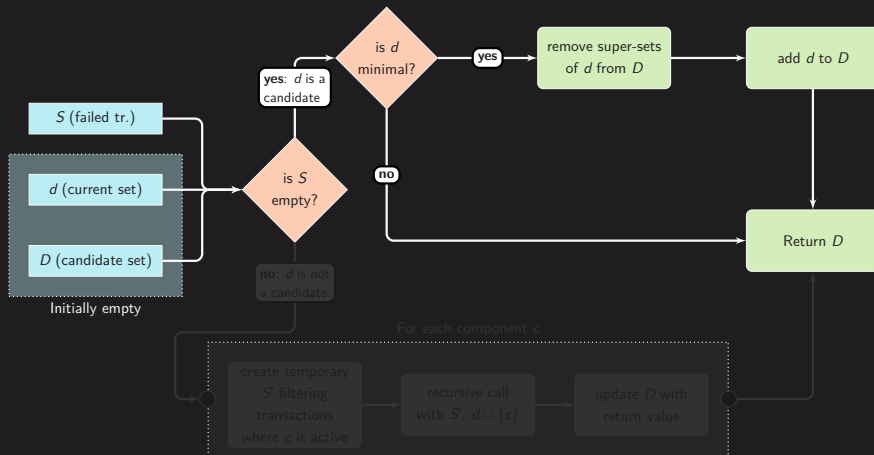 is d
minimal?
yes
remove super-sets
of d from D
add d to D
yes: d is a
candidate
S (failed tr.)
no
is S
empty?
d (current set)
D (candidate set)
Return D
no: d is not
a candidate
Initially empty
For each component c
create temporary
S′ filtering
transactions
where c is active
recursive call
with S′, d ∪ {c}
update D with
return value